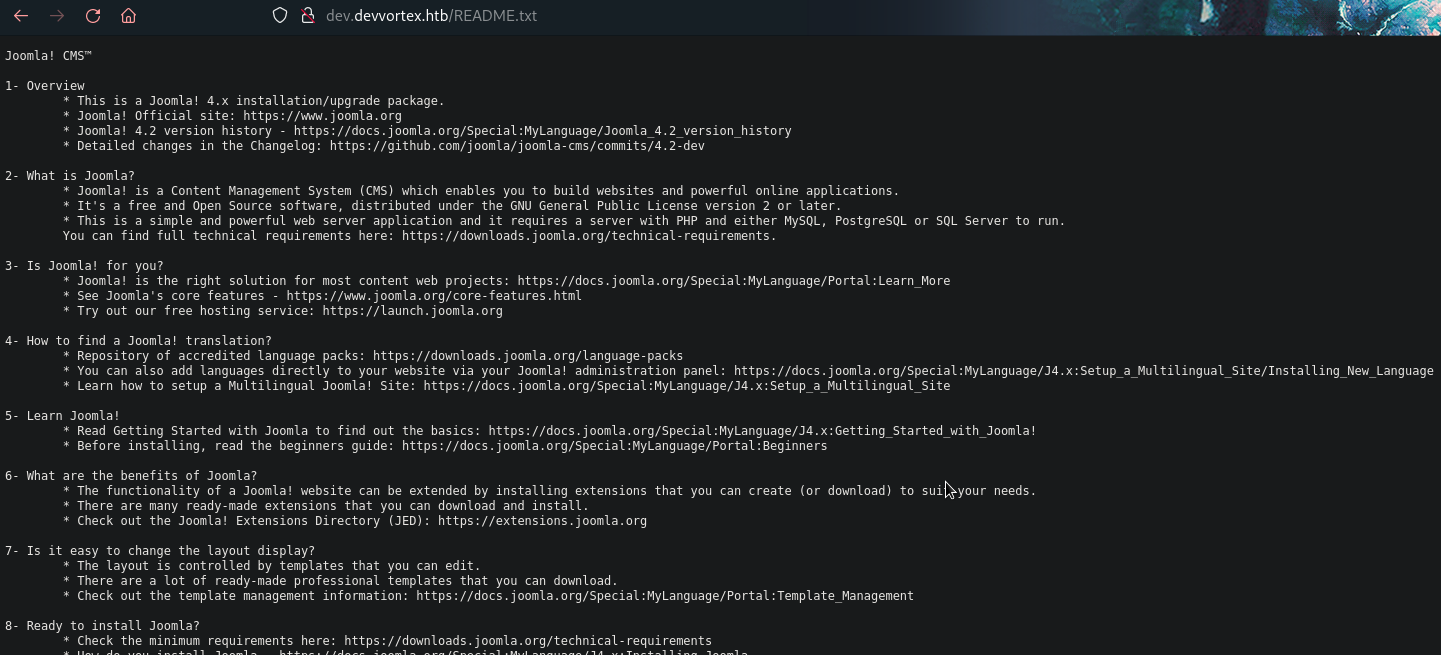 dev.devvortex.htb/README.txt
Joomla! CMS™
1- Overview
* This is a Joomla! 4.x installation/upgrade package.
* Joomla! Official site: https://www.joomla.org
* Joomla! 4.2 version history - https://docs.joomla.org/Special:MyLanguage/Joomla_4.2_version_history
* Detailed changes in the Changelog: https://github.com/joomla/joomla-cms/commits/4.2-dev
2- What is Joomla?
* Joomla! is a Content Management System (CMS) which enables you to build websites and powerful online applications.
* It's a free and Open Source software, distributed under the GNU General Public License version 2 or later.
* This is a simple and powerful web server application and it requires a server with PHP and either MySQL, PostgreSQL or SQL Server to run.
You can find full technical requirements here: https://downloads.joomla.org/technical-requirements.
3- Is Joomla! for you?
* Joomla! is the right solution for most content web projects: https://docs.joomla.org/Special:MyLanguage/Portal:Learn_More
* See Joomla's core features - https://www.joomla.org/core-features.html
* Try out our free hosting service: https://launch.joomla.org
4- How to find a Joomla! translation?
* Repository of accredited language packs: https://downloads.joomla.org/language-packs
* You can also add languages directly to your website via your Joomla! administration panel: https://docs.joomla.org/Special:MyLanguage/J4.x:Setup_a_Multilingual_Site/Installing_New_Language
* Learn how to setup a Multilingual Joomla! Site: https://docs.joomla.org/Special:MyLanguage/J4.x:Setup_a_Multilingual_Site
5- Learn Joomla!
* Read Getting Started with Joomla to find out the basics: https://docs.joomla.org/Special:MyLanguage/J4.x:Getting_Started_with_Joomla!
* Before installing, read the beginners guide: https://docs.joomla.org/Special:MyLanguage/Portal:Beginners
6- What are the benefits of Joomla?
* The functionality of a Joomla! website can be extended by installing extensions that you can create (or download) to suit your needs.
* There are many ready-made extensions that you can download and install.
* Check out the Joomla! Extensions Directory (JED): https://extensions.joomla.org
7- Is it easy to change the layout display?
* The layout is controlled by templates that you can edit.
* There are a lot of ready-made professional templates that you can download.
* Check out the template management information: https://docs.joomla.org/Special:MyLanguage/Portal:Template_Management
8- Ready to install Joomla?
* Check the minimum requirements here: https://downloads.joomla.org/technical-requirements
* How do you install Joomla - https://docs.joomla.org/Special:MyLanguage/J4.x:Installing_Joomla